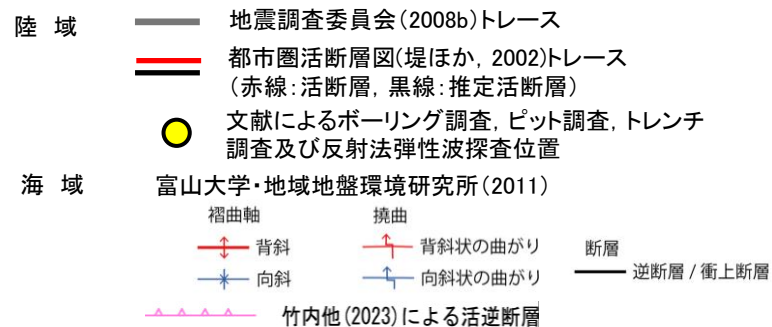 陸 域
地震調査委員会(2008b)トレース
都市圏活断層図(堤ほか, 2002)トレース
(赤線:活断層, 黒線:推定活断層)
文献によるボーリング調査, ピット調査, トレンチ
調査及び反射法弾性波探査位置
海 域 富山大学・地域地盤環境研究所(2011)
褶曲軸 撓曲 断層
背斜 背斜状の曲がり
向斜 向斜状の曲がり
逆断層 / 衝上断層
竹内他(2023)による活逆断層